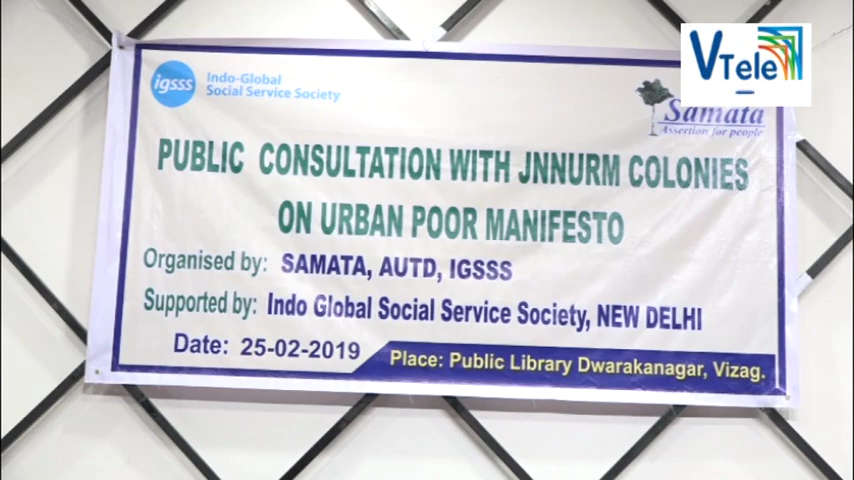 VTele
igsss
Indo-Global
Social Service Society
Samata
Assertion for people
PUBLIC CONSULTATION WITH JNNURM COLONIES
ON URBAN POOR MANIFESTO
Organised by: SAMATA, AUTD, IGSSS
Supported by: Indo Global Social Service Society, NEW DELHI
Date: 25-02-2019
Place: Public Library Dwarakanagar, Vizag.